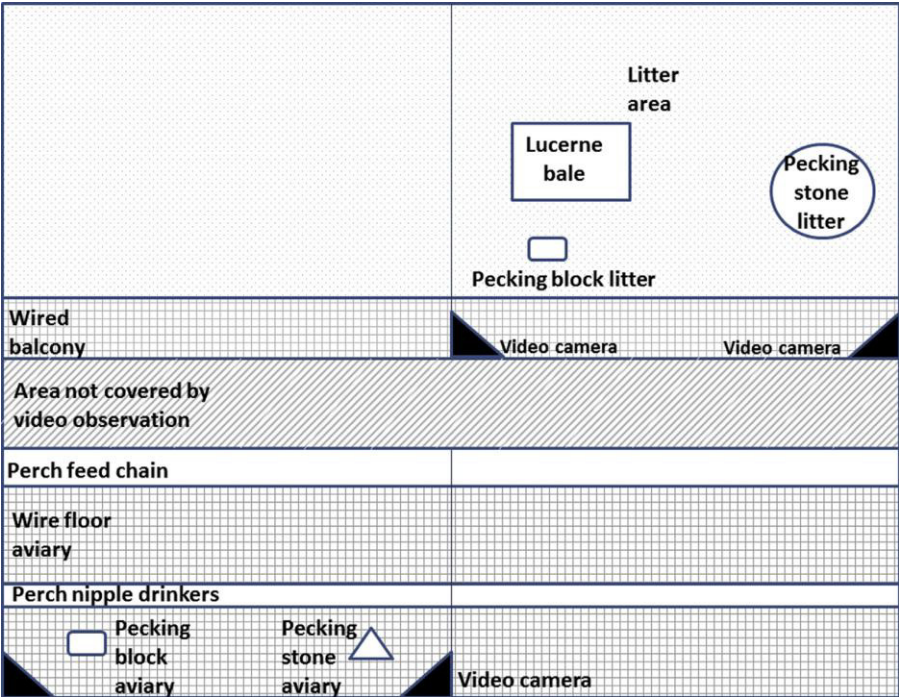 Litter
area
Lucerne
bale
Pecking
stone
litter
Pecking block litter
Wired
balcony
Video camera
Video camera
Area not covered by
video observation
Perch feed chain
Wire floor
aviary
Perch nipple drinkers
Pecking
block
aviary
Pecking
stone
aviary
Video camera